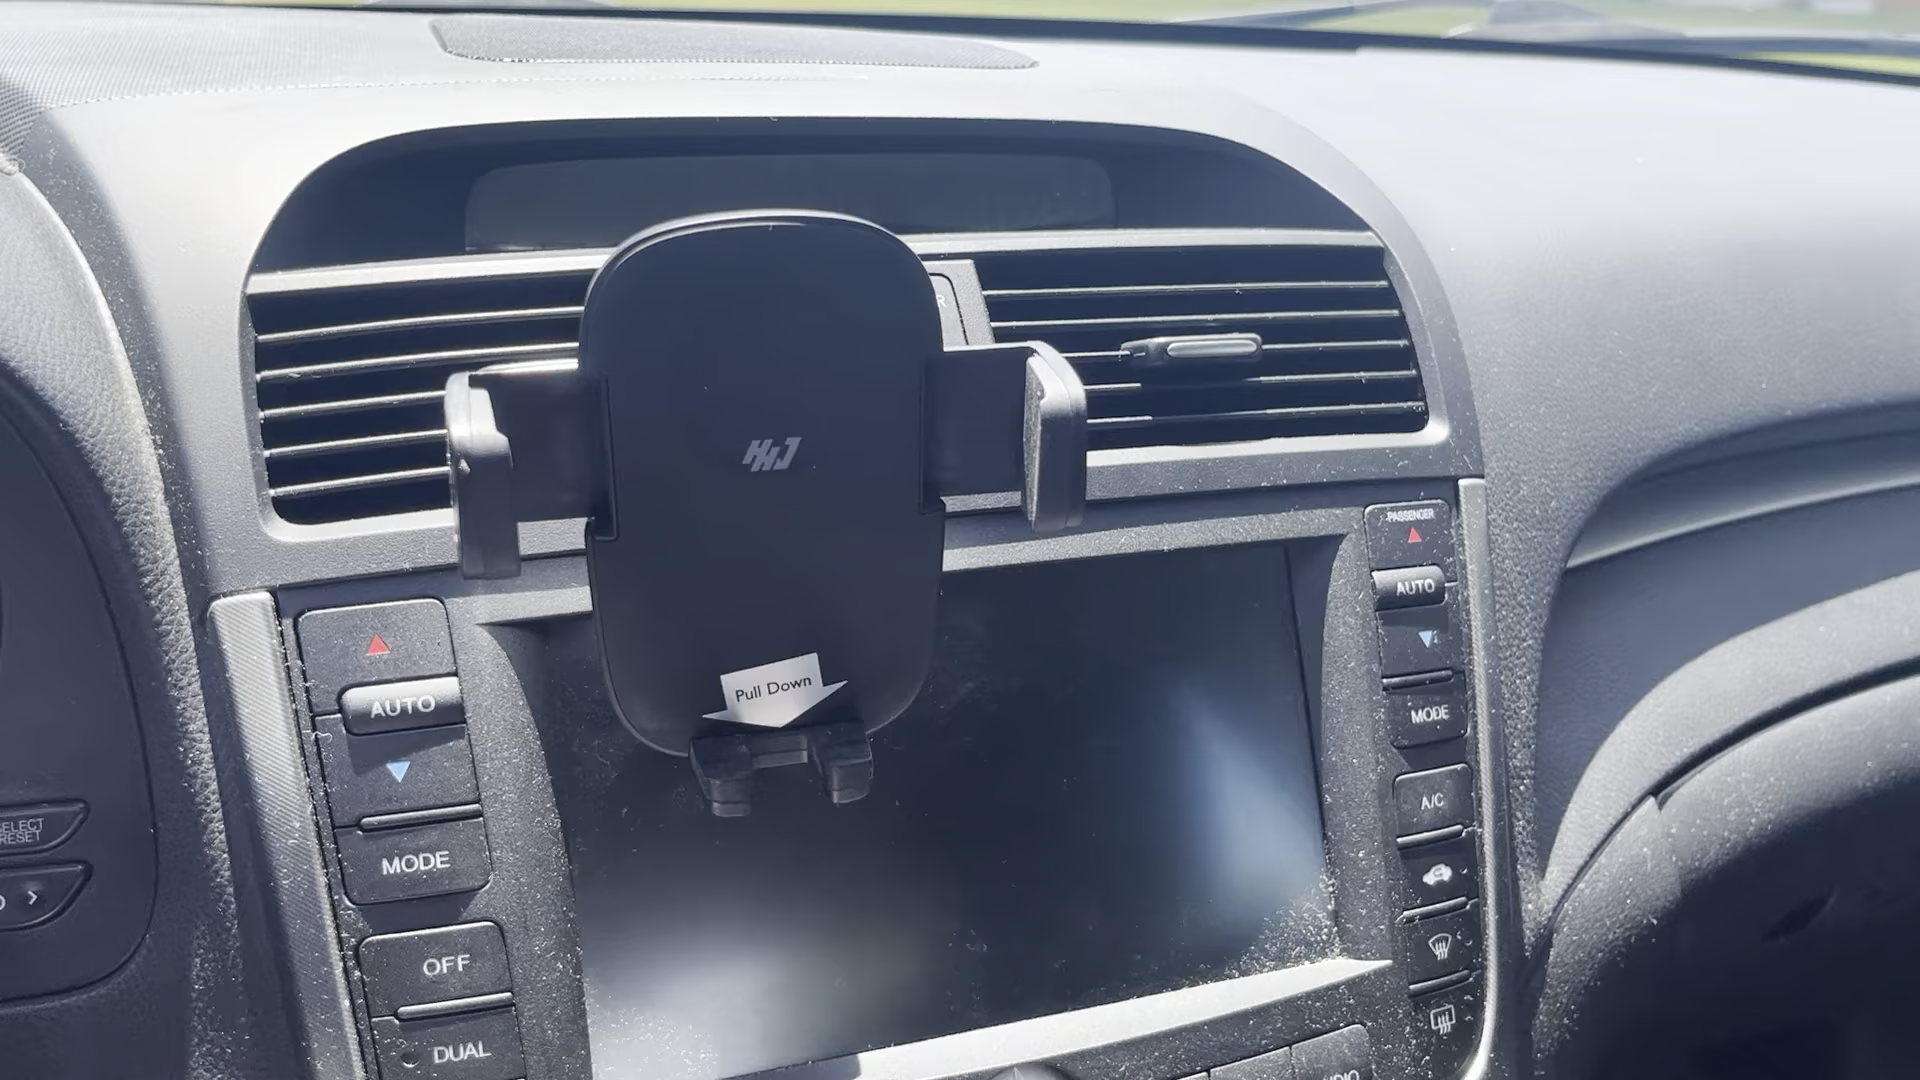 HHJ
Pull Down
PASSENGER
AUTO
MODE
A/C
AUTO
MODE
OFF
DUAL
SELECT
RESET